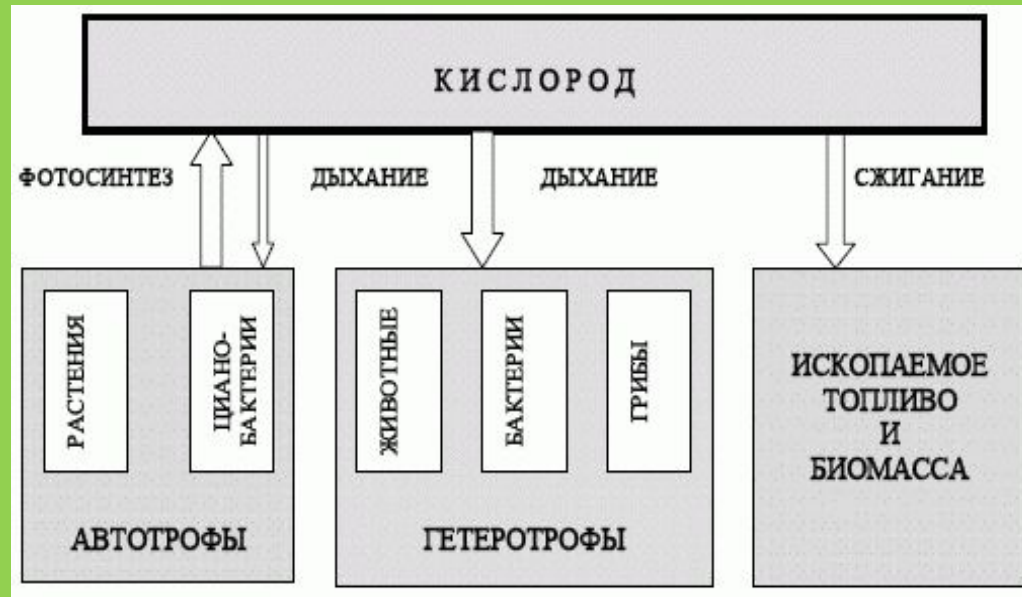 КИСЛОРОД
ФОТОСИНТЕЗ
ДЫХАНИЕ
ДЫХАНИЕ
СЖИГАНИЕ
РАСТЕНИЯ
ЦИАНО-
БАКТЕРИИ
АВТОТРОФЫ
ЖИВОТНЫЕ
БАКТЕРИИ
ГРИБЫ
ГЕТЕРОТРОФЫ
ИСКОПАЕМОЕ
ТОПЛИВО
И
БИОМАССА